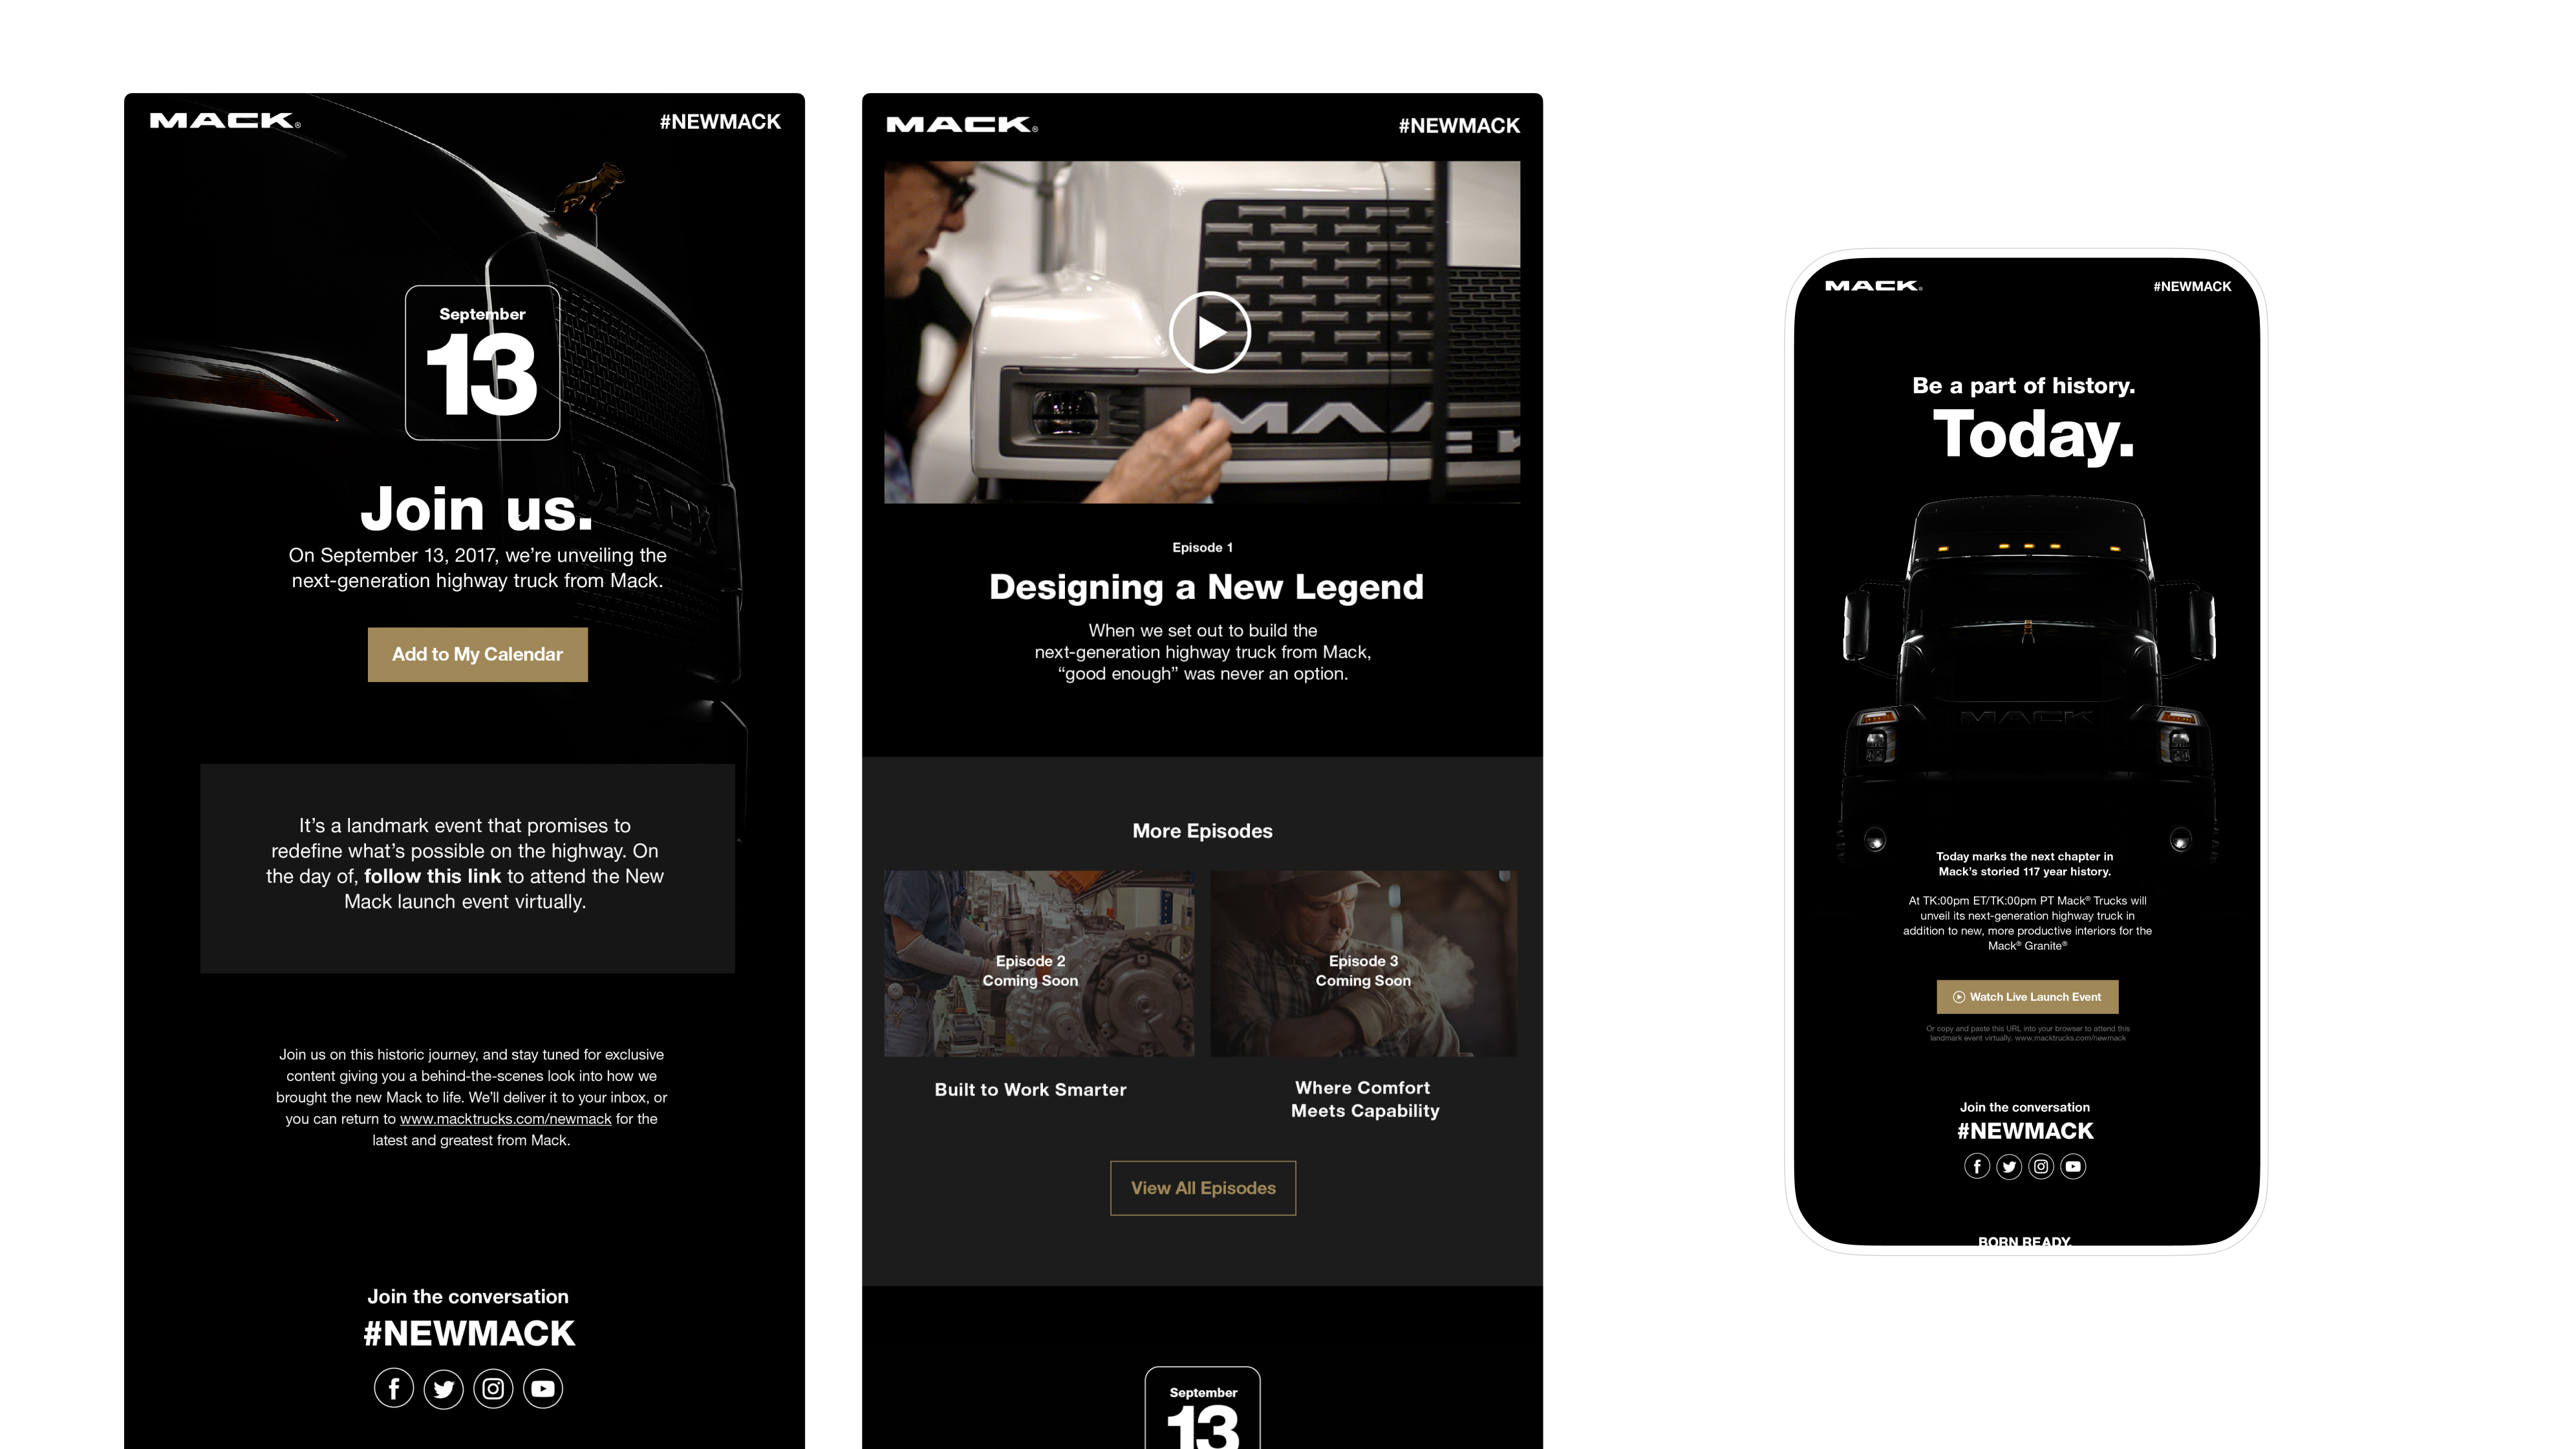 MACK®
#NEWMACK
September
13
Join us.
On September 13, 2017, we’re unveiling the
next-generation highway truck from Mack.
MACK
Add to My Calendar
It’s a landmark event that promises to
redefine what’s possible on the highway. On
the day of, follow this link to attend the New
Mack launch event virtually.
Join us on this historic journey, and stay tuned for exclusive
content giving you a behind-the-scenes look into how we
brought the new Mack to life. We’ll deliver it to your inbox, or
you can return to www.macktrucks.com/newmack for the
latest and greatest from Mack.
Join the conversation
#NEWMACK
MACK®
#NEWMACK
Episode 1
Designing a New Legend
When we set out to build the
next-generation highway truck from Mack,
“good enough” was never an option.
More Episodes
Episode 2
Coming Soon
Built to Work Smarter
Episode 3
Coming Soon
Where Comfort
Meets Capability
View All Episodes
September
13
MACK®
#NEWMACK
Be a part of history.
Today.
MACK
Today marks the next chapter in
Mack’s storied 117 year history.
At TK:00pm ET/TK:00pm PT Mack® Trucks will
unveil its next-generation highway truck in
addition to new, more productive interiors for the
Mack® Granite®
Watch Live Launch Event
Or copy and paste this URL into your browser to attend this
landmark event virtually. www.macktrucks.com/newmack
Join the conversation
#NEWMACK
BORN READY.